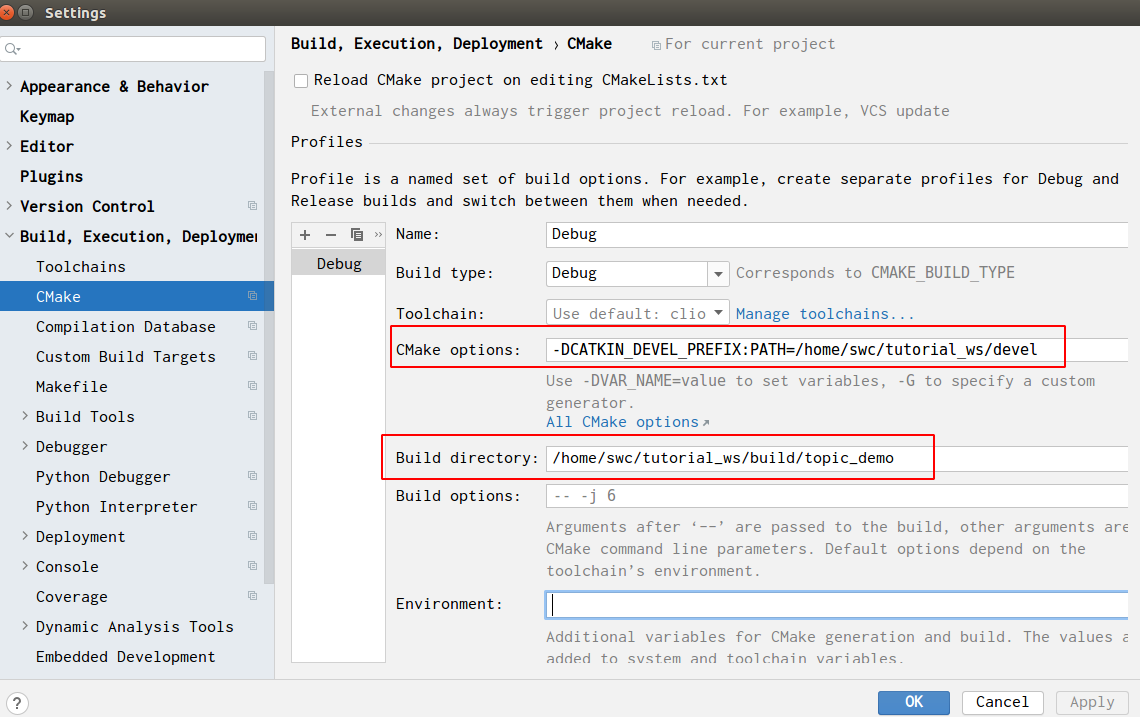 Settings
Appearance & Behavior
Keymap
Editor
Plugins
Version Control
Build, Execution, Deploymen
Toolchains
CMake
Compilation Database
Custom Build Targets
Makefile
Build Tools
Debugger
Python Debugger
Python Interpreter
Deployment
Console
Coverage
Dynamic Analysis Tools
Embedded Development
?
Build, Execution, Deployment › CMake For current project
Reload CMake project on editing CMakeLists.txt
External changes always trigger project reload. For example, VCS update
Profiles
Profile is a named set of build options. For example, create separate profiles for Debug and
Release builds and switch between them when needed.
Debug
Name: Debug
Build type: Debug Corresponds to CMAKE_BUILD_TYPE
Toolchain: Use default: clio Manage toolchains...
CMake options: -DCATKIN_DEVEL_PREFIX:PATH=/home/swc/tutorial_ws/devel
Use -DVAR_NAME=value to set variables, -G to specify a custom
generator.
All CMake options↗
Build directory: /home/swc/tutorial_ws/build/topic_demo
Build options: -- -j 6
Arguments after ‘--’ are passed to the build, other arguments are
CMake command line parameters. Default options depend on the
toolchain’s environment.
Environment:
Additional variables for CMake generation and build. The values a
added to system and toolchain variables.
OK Cancel Apply